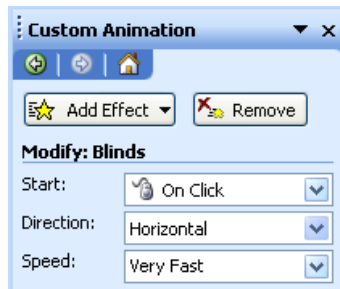 Custom Animation
Add Effect
Remove
Modify: Blinds
Start: On Click
Direction: Horizontal
Speed: Very Fast